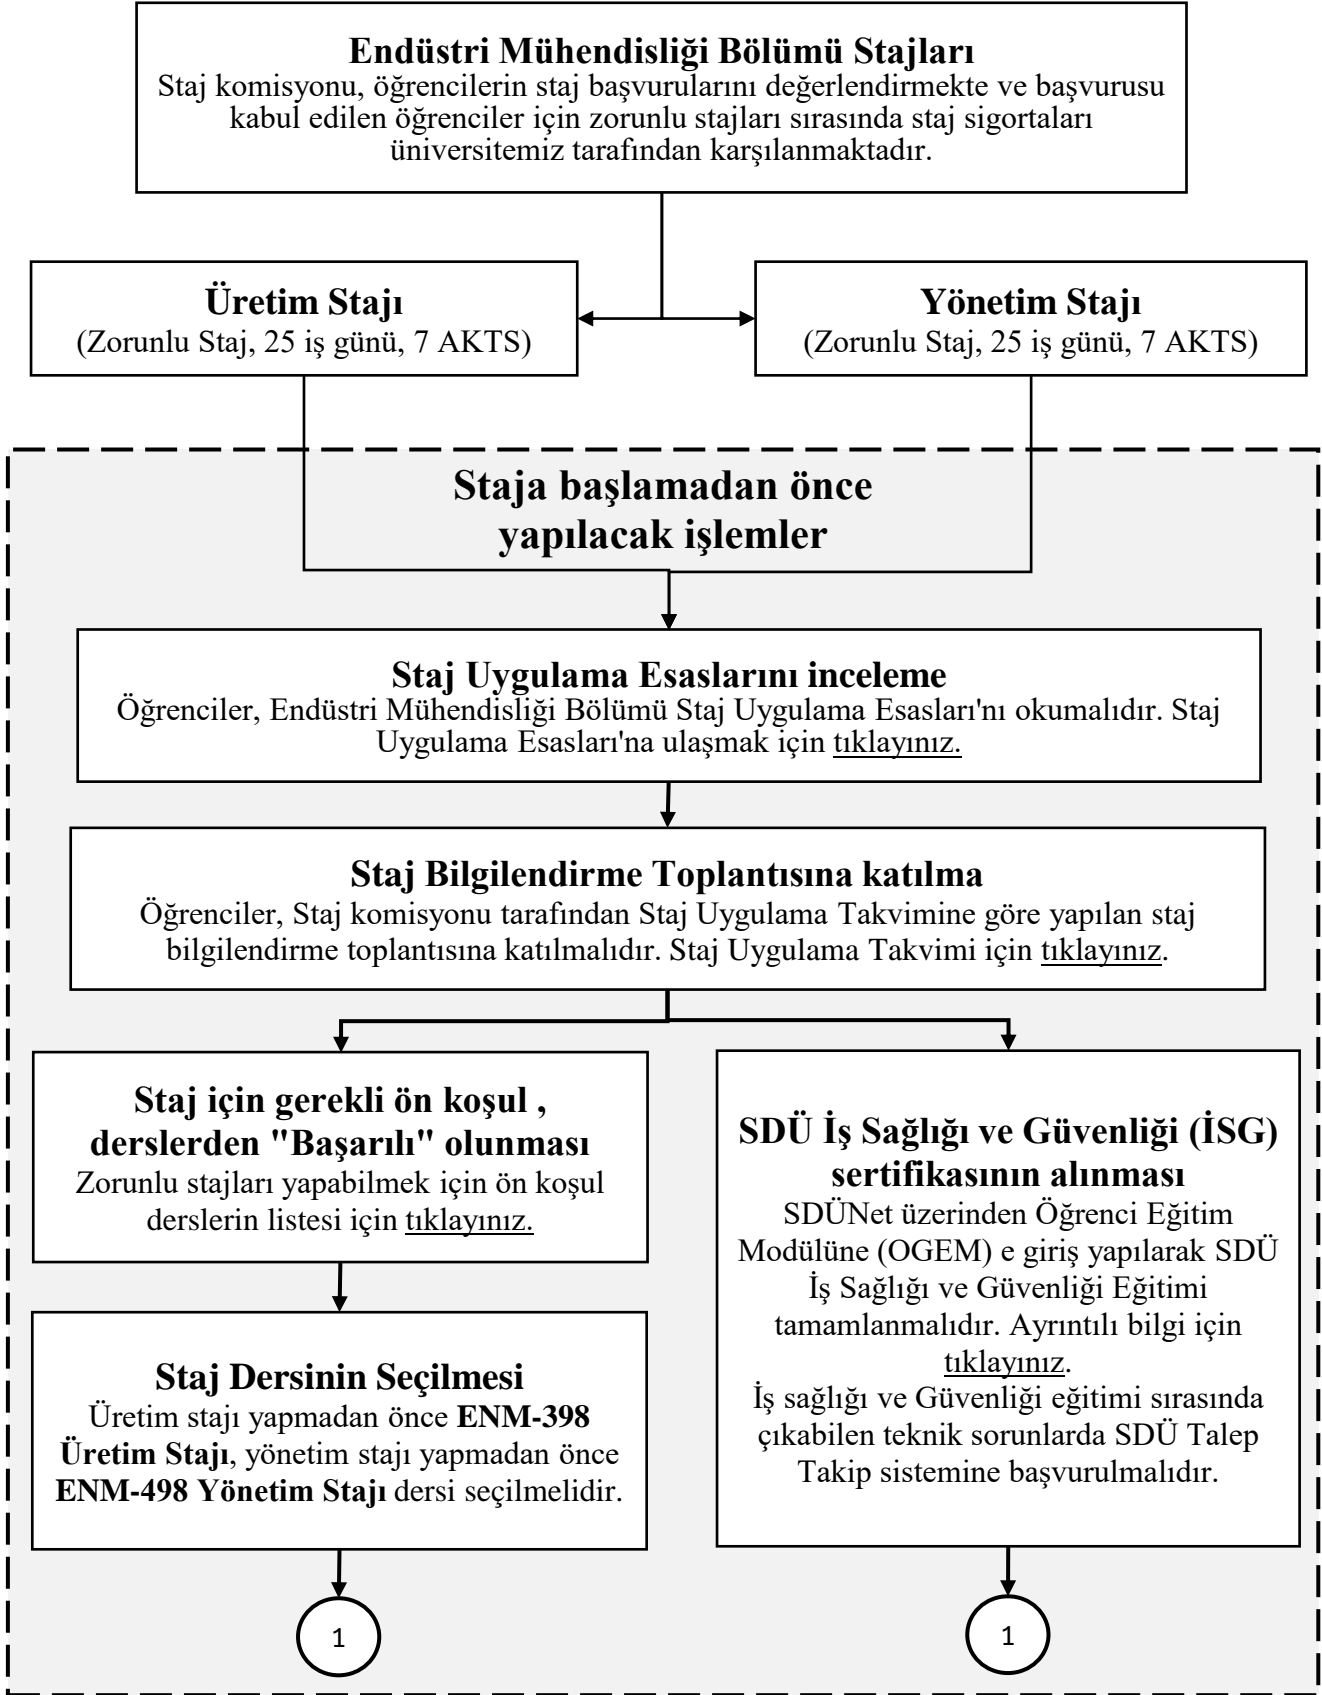 Endüstri Mühendisliği Bölümü Stajları
Staj komisyonu, öğrencilerin staj başvurularını değerlendirmekte ve başvurusu
kabul edilen öğrenciler için zorunlu stajları sırasında staj sigortaları
üniversitemiz tarafından karşılanmaktadır.
Üretim Stajı
(Zorunlu Staj, 25 iş günü, 7 AKTS)
Yönetim Stajı
(Zorunlu Staj, 25 iş günü, 7 AKTS)
Staja başlamadan önce
yapılacak işlemler
Staj Uygulama Esaslarını inceleme
Öğrenciler, Endüstri Mühendisliği Bölümü Staj Uygulama Esasları'nı okumalıdır. Staj
Uygulama Esasları'na ulaşmak için tıklayınız.
Staj Bilgilendirme Toplantısına katılma
Öğrenciler, Staj komisyonu tarafından Staj Uygulama Takvimine göre yapılan staj
bilgilendirme toplantısına katılmalıdır. Staj Uygulama Takvimi için tıklayınız.
Staj için gerekli ön koşul ,
derslerden "Başarılı" olunması
Zorunlu stajları yapabilmek için ön koşul
derslerin listesi için tıklayınız.
Staj Dersinin Seçilmesi
Üretim stajı yapmadan önce ENM-398
Üretim Stajı, yönetim stajı yapmadan önce
ENM-498 Yönetim Stajı dersi seçilmelidir.
1
SDÜ İş Sağlığı ve Güvenliği (İSG)
sertifikasının alınması
SDÜNet üzerinden Öğrenci Eğitim
Modülüne (OGEM) e giriş yapılarak SDÜ
İş Sağlığı ve Güvenliği Eğitimi
tamamlanmalıdır. Ayrıntılı bilgi için
tıklayınız.
İş sağlığı ve Güvenliği eğitimi sırasında
çıkabilen teknik sorunlarda SDÜ Talep
Takip sistemine başvurulmalıdır.
1